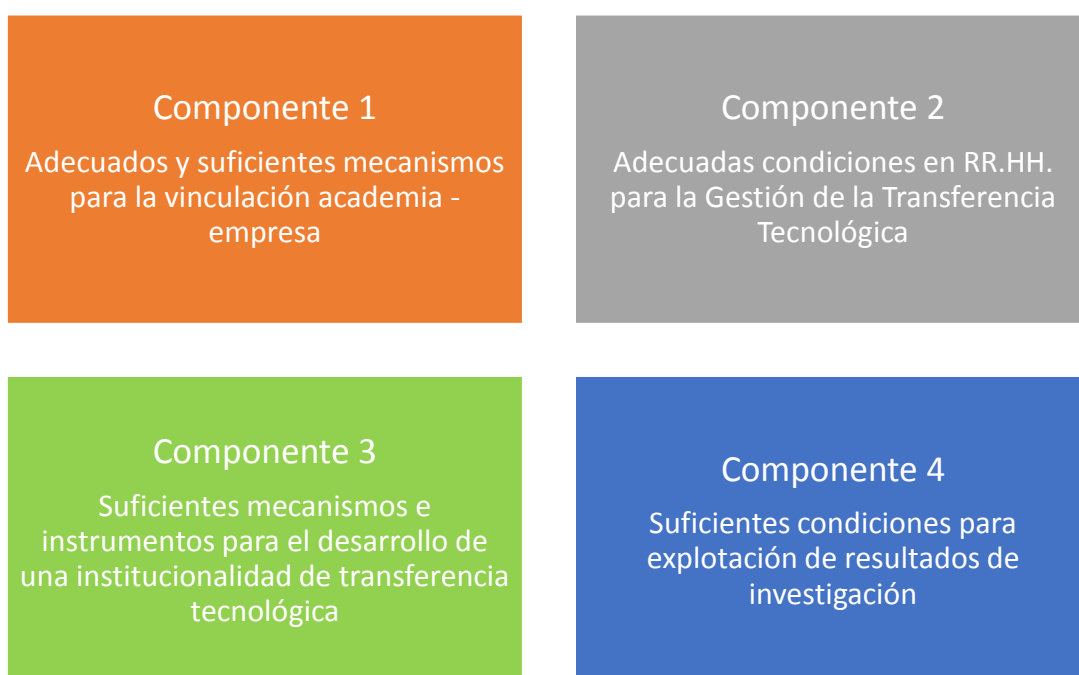 Componente 1
Adecuados y suficientes mecanismos
para la vinculación academia -
empresa
Componente 2
Adecuadas condiciones en RR.HH.
para la Gestión de la Transferencia
Tecnológica
Componente 3
Suficientes mecanismos e
instrumentos para el desarrollo de
una institucionalidad de transferencia
tecnológica
Componente 4
Suficientes condiciones para
explotación de resultados de
investigación